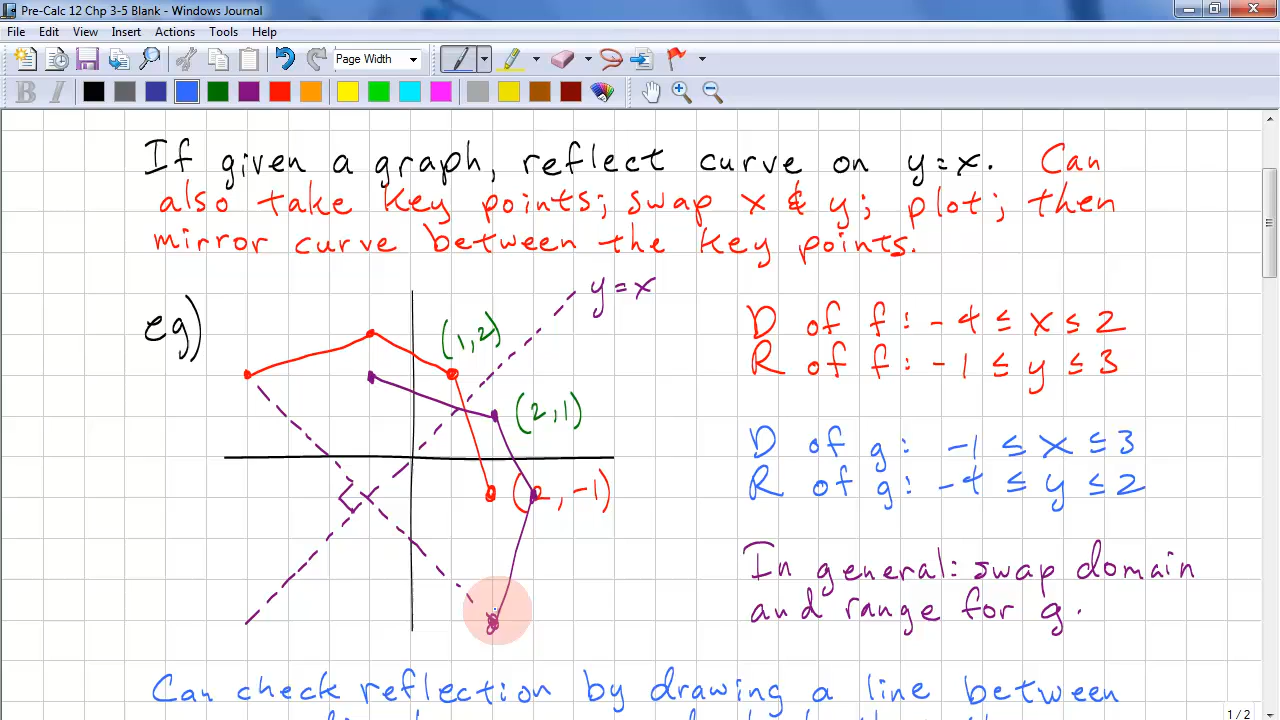 Pre-Calc 12 Chp 3-5 Blank - Windows Journal
File Edit View Insert Actions Tools Help
Page Width
B I
If given a graph, reflect curve on y = x. Can
also take key points; swap x & y; plot; then
mirror curve between the key points.
eg)
y = x
(1,2)
(2,1)
(2, -1)
D of f: -4 ≤ x ≤ 2
R of f: -1 ≤ y ≤ 3
D of g: -1 ≤ x ≤ 3
R of g: -4 ≤ y ≤ 2
In general: swap domain
and range for g.
Can check reflection by drawing a line between
1/2